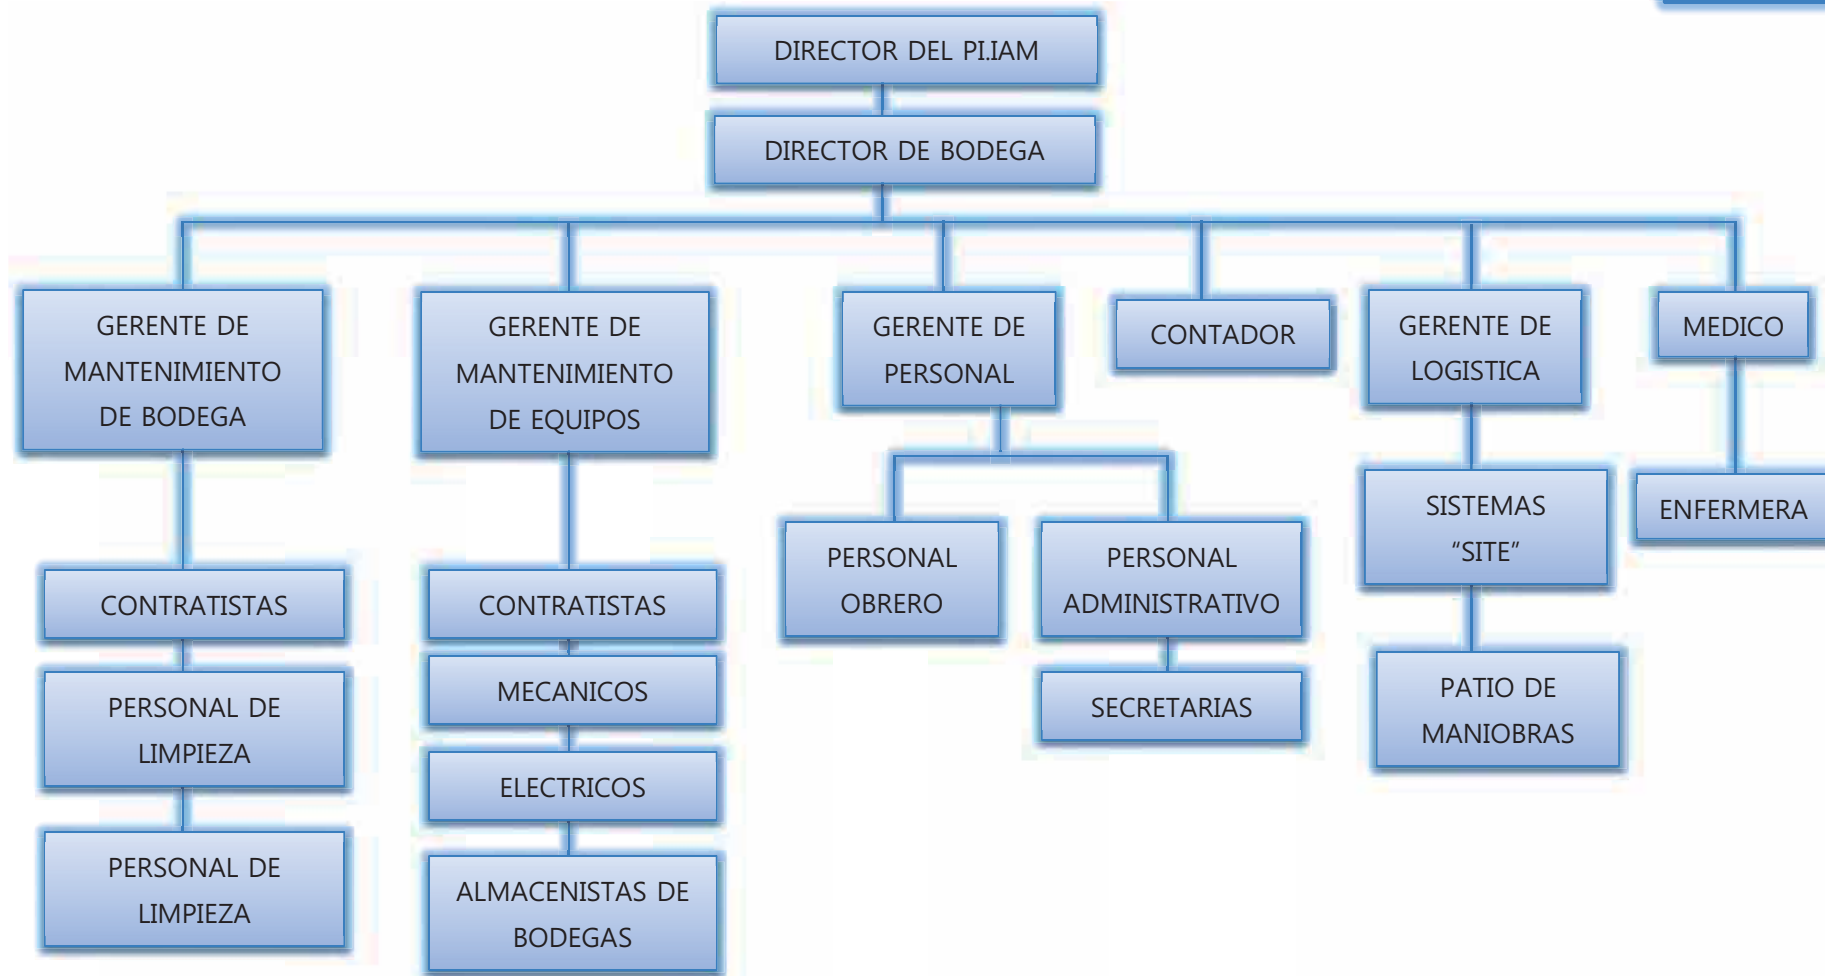 DIRECTOR DEL PI.IAM
DIRECTOR DE BODEGA
GERENTE DE
MANTENIMIENTO
DE BODEGA
GERENTE DE
MANTENIMIENTO
DE EQUIPOS
GERENTE DE
PERSONAL
CONTADOR
GERENTE DE
LOGISTICA
MEDICO
CONTRATISTAS
PERSONAL DE
LIMPIEZA
PERSONAL DE
LIMPIEZA
CONTRATISTAS
MECANICOS
ELECTRICOS
ALMACENISTAS DE
BODEGAS
PERSONAL
OBRERO
PERSONAL
ADMINISTRATIVO
SECRETARIAS
SISTEMAS
“SITE”
PATIO DE
MANIOBRAS
ENFERMERA